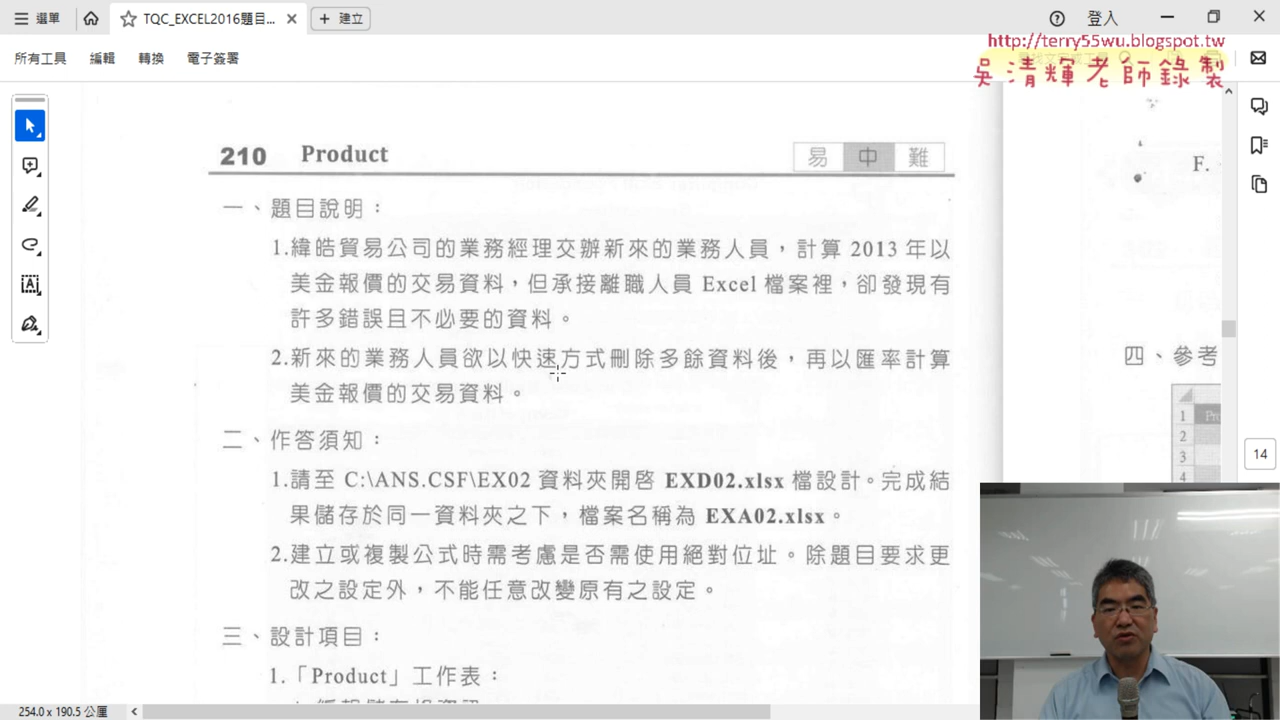 選單
TQC_EXCEL2016題目...
建立
登入
http://terry55wu.blogspot.tw
吳清輝老師錄製
所有工具
編輯
轉換
電子簽署
210 Product
易 中 難
F.
一、題目說明：
1.緯皓貿易公司的業務經理交辦新來的業務人員，計算 2013 年以
美金報價的交易資料，但承接離職人員 Excel 檔案裡，卻發現有
許多錯誤且不必要的資料。
2.新來的業務人員欲以快速方式刪除多餘資料後，再以匯率計算
美金報價的交易資料。
四、參考
1
2
3
4
二、作答須知：
1.請至 C:\ANS.CSF\EX02 資料夾開啓 EXD02.xlsx 檔設計。完成結
果儲存於同一資料夾之下，檔案名稱為 EXA02.xlsx。
2.建立或複製公式時需考慮是否需使用絕對位址。除題目要求更
改之設定外，不能任意改變原有之設定。
三、設計項目：
1.「Product」工作表：
14
254.0 x 190.5 公厘